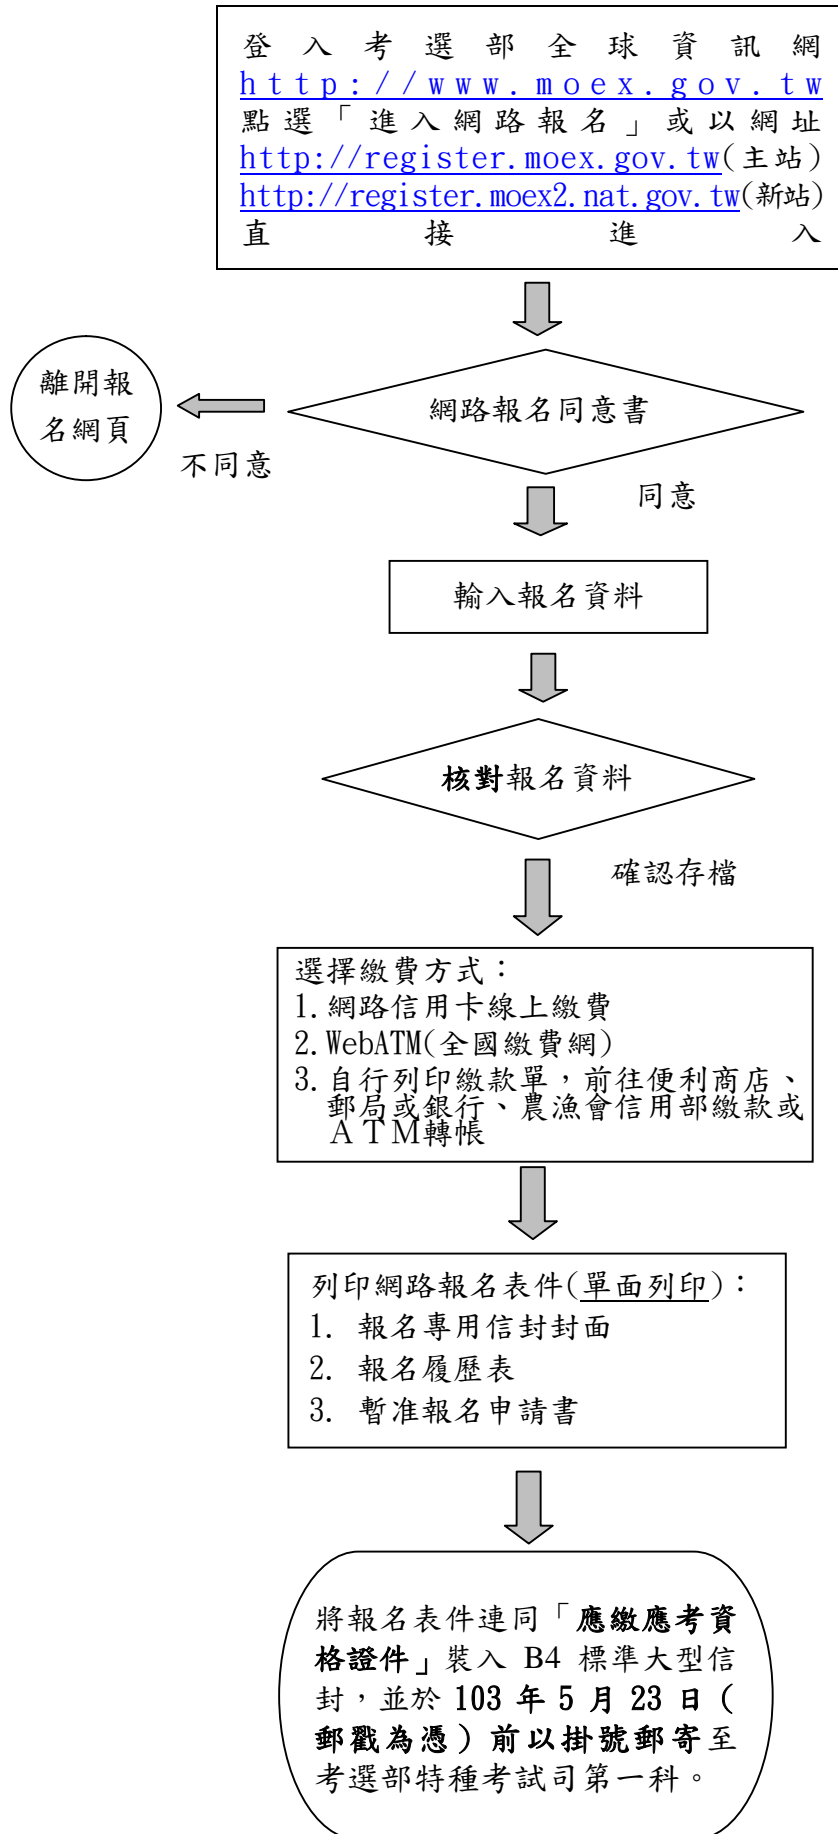 登入考選部全球資訊網
http://www.moex.gov.tw
點選「進入網路報名」或以網址
http://register.moex.gov.tw(主站)
http://register.moex2.nat.gov.tw(新站)
直接進入
離開報
名網頁
網路報名同意書
不同意
同意
輸入報名資料
核對報名資料
確認存檔
選擇繳費方式：
1.網路信用卡線上繳費
2.WebATM(全國繳費網)
3.自行列印繳款單，前往便利商店、
郵局或銀行、農漁會信用部繳款或
ＡＴＭ轉帳
列印網路報名表件(單面列印)：
1. 報名專用信封封面
2. 報名履歷表
3. 暫准報名申請書
將報名表件連同「應繳應考資
格證件」裝入 B4 標準大型信
封，並於 103 年 5 月 23 日（
郵戳為憑）前以掛號郵寄至
考選部特種考試司第一科。